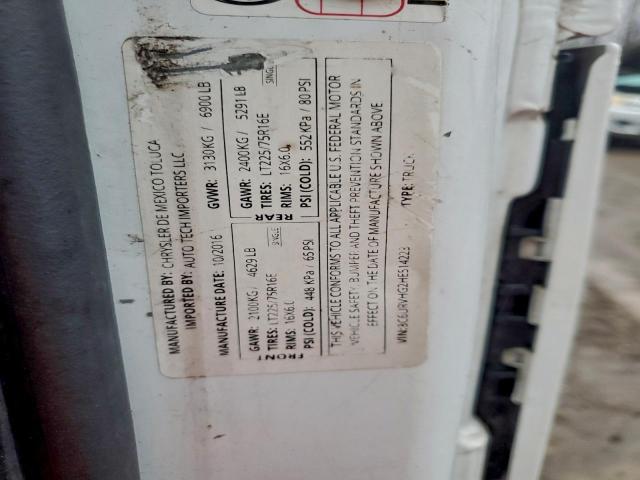 MANUFACTURED BY: CHRYSLER DE MEXICO TOLUCA
IMPORTED BY: AUTO TECH IMPORTERS LLC
MANUFACTURE DATE: 10/2016
GVWR: 3130KG / 6900 LB
FRONT
GAWR: 2100KG / 4629 LB
TIRES: LT225/75R16E SINGLE
RIMS: 16X6.0
PSI (COLD): 448 KPa / 65 PSI
REAR
GAWR: 2400KG / 5291 LB
TIRES: LT225/75R16E SINGLE
RIMS: 16X6.0
PSI (COLD): 552 KPa / 80 PSI
THIS VEHICLE CONFORMS TO ALL APPLICABLE U.S. FEDERAL MOTOR
VEHICLE SAFETY, BUMPER AND THEFT PREVENTION STANDARDS IN
EFFECT ON THE DATE OF MANUFACTURE SHOWN ABOVE
VIN: 3C6URVHG2HE514223 TYPE: TRUCK